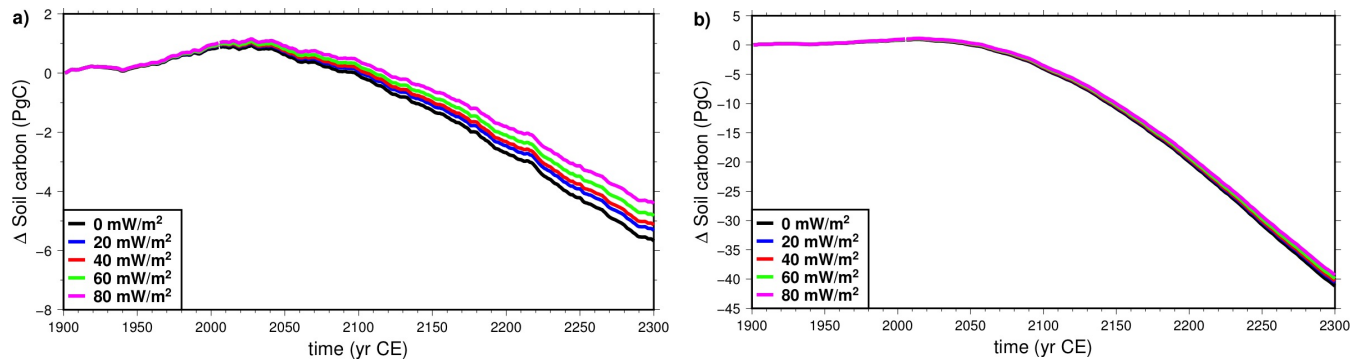 a)
Δ Soil carbon (PgC)
2
0
−2
−4
−6
−8
0 mW/m²
20 mW/m²
40 mW/m²
60 mW/m²
80 mW/m²
1900 1950 2000 2050 2100 2150 2200 2250 2300
time (yr CE)
b)
Δ Soil carbon (PgC)
5
0
−5
−10
−15
−20
−25
−30
−35
−40
−45
0 mW/m²
20 mW/m²
40 mW/m²
60 mW/m²
80 mW/m²
1900 1950 2000 2050 2100 2150 2200 2250 2300
time (yr CE)